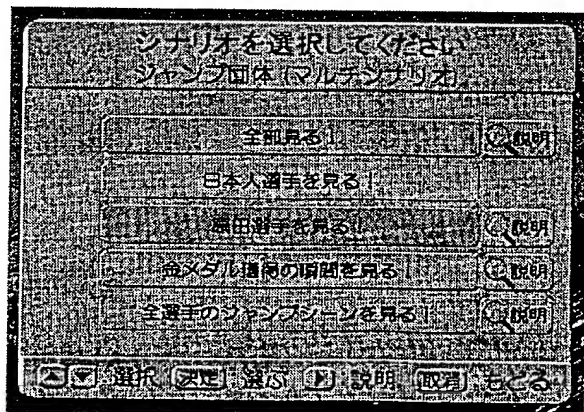 シナリオを選択してください
ジャンプ団体(マルチシナリオ)
全部見る! 説明
日本人選手を見る!
原田選手を見る! 説明
金メダル獲得の瞬間を見る! 説明
全選手のジャンプシーンを見る! 説明
▲▼ 選択 決定 選ぶ ▶ 説明 取消 もどる